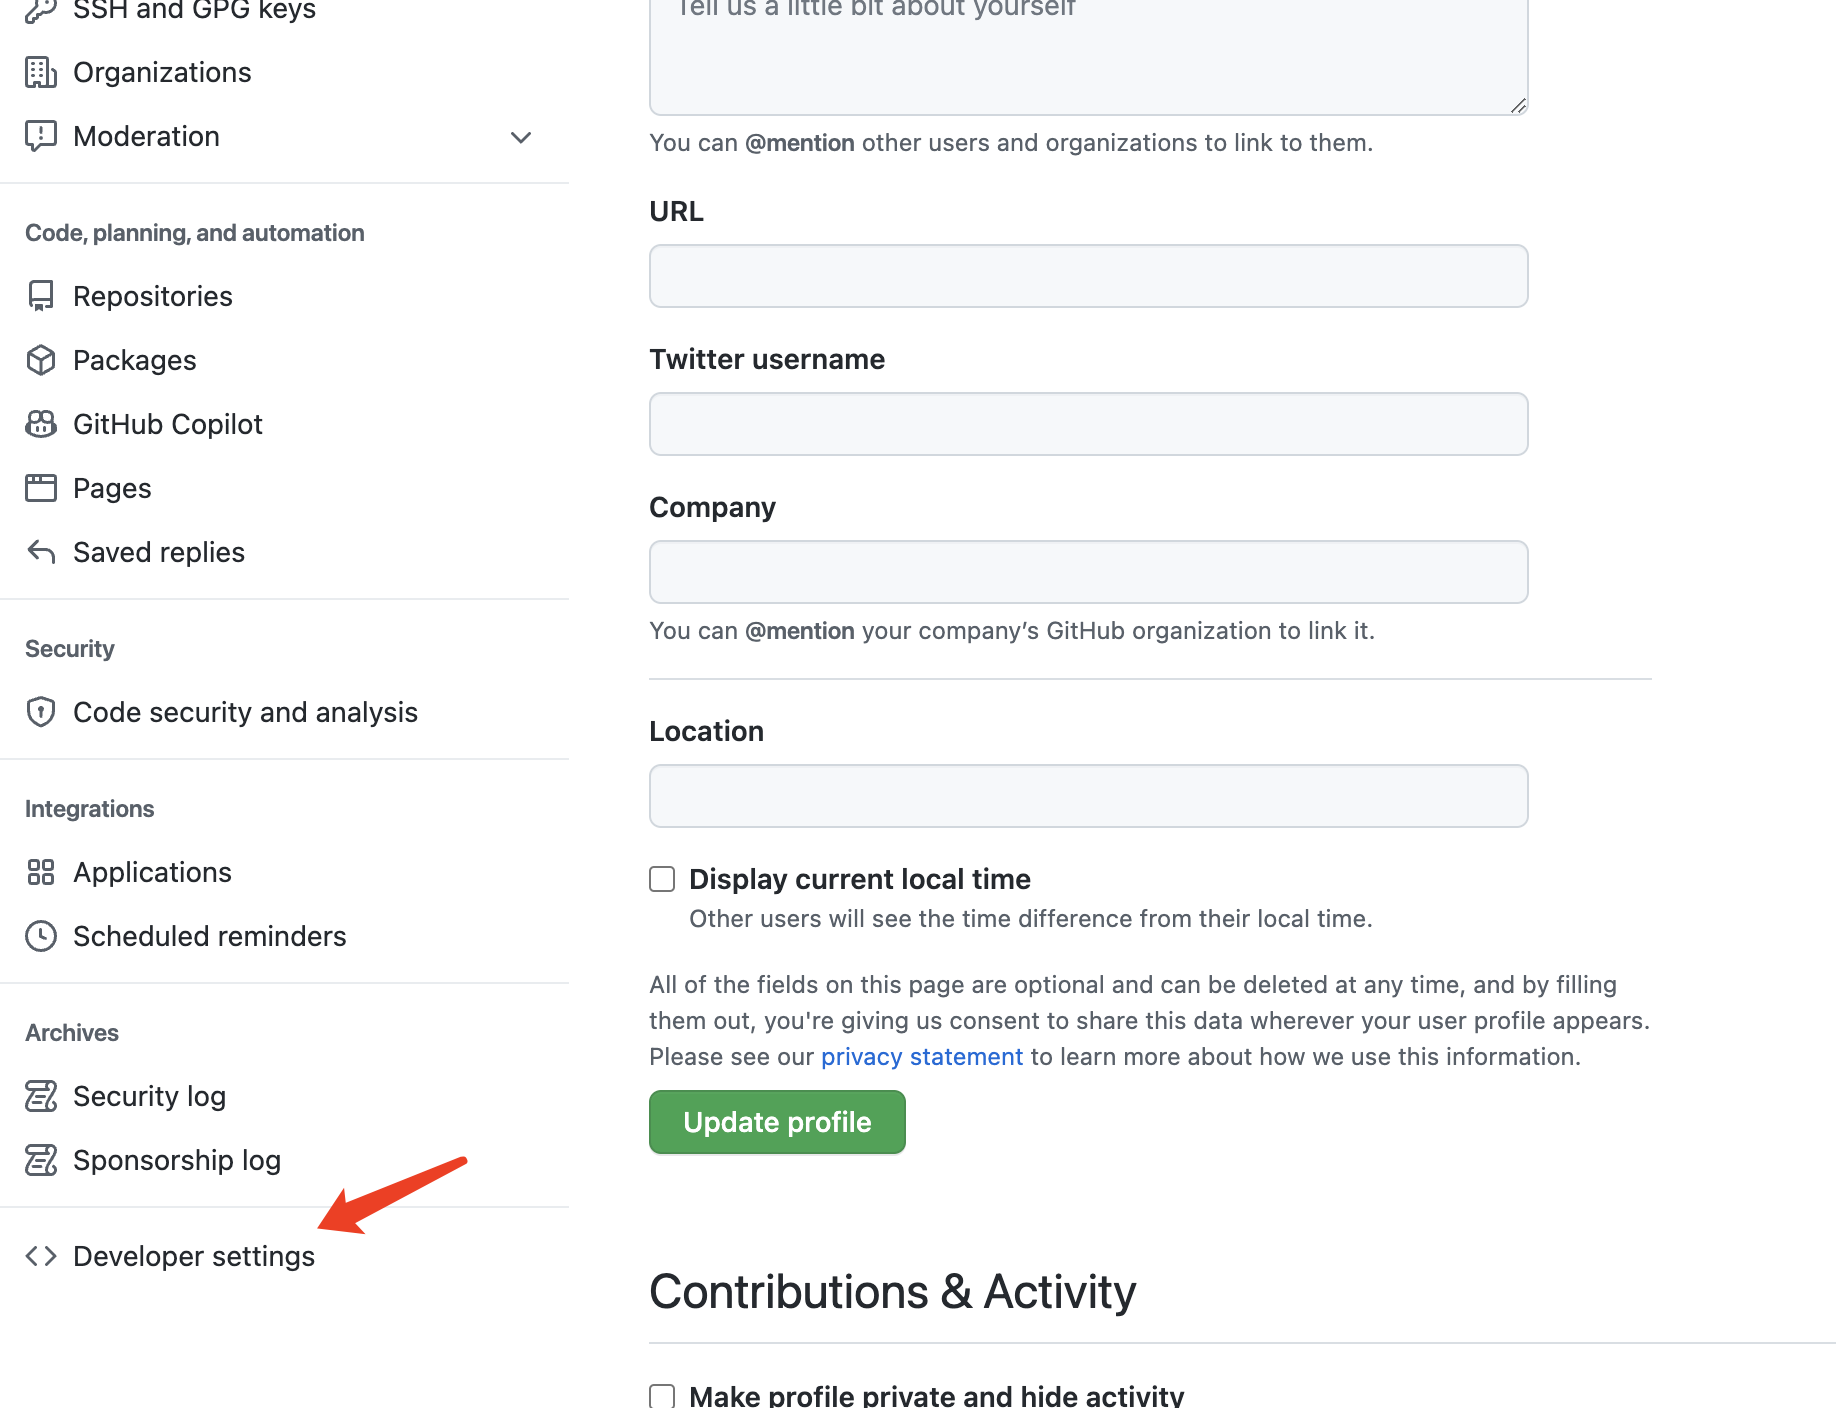 SSH and GPG keys
Organizations
Moderation
Code, planning, and automation
Repositories
Packages
GitHub Copilot
Pages
Saved replies
Security
Code security and analysis
Integrations
Applications
Scheduled reminders
Archives
Security log
Sponsorship log
Developer settings
Tell us a little bit about yourself
You can @mention other users and organizations to link to them.
URL
Twitter username
Company
You can @mention your company’s GitHub organization to link it.
Location
Display current local time
Other users will see the time difference from their local time.
All of the fields on this page are optional and can be deleted at any time, and by filling
them out, you're giving us consent to share this data wherever your user profile appears.
Please see our privacy statement to learn more about how we use this information.
Update profile
Contributions & Activity
Make profile private and hide activity